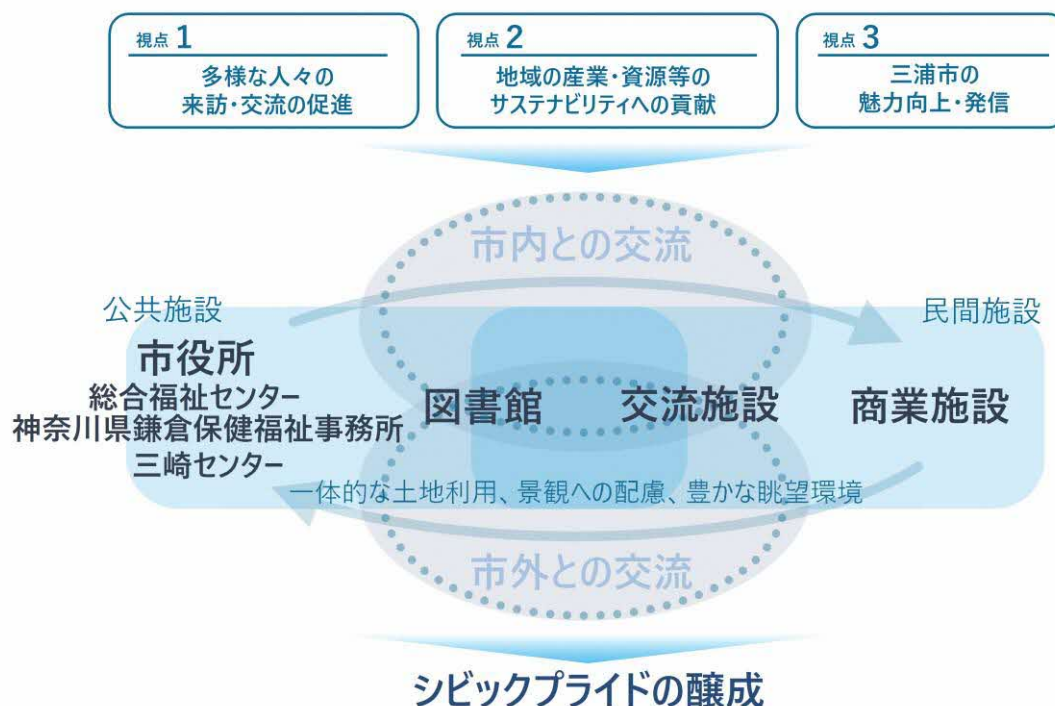 視点 1
多様な人々の
来訪・交流の促進
視点 2
地域の産業・資源等の
サステナビリティへの貢献
視点 3
三浦市の
魅力向上・発信
市内との交流
公共施設
民間施設
市役所
総合福祉センター
神奈川県鎌倉保健福祉事務所
三崎センター
図書館
交流施設
商業施設
一体的な土地利用、景観への配慮、豊かな眺望環境
市外との交流
シビックプライドの醸成